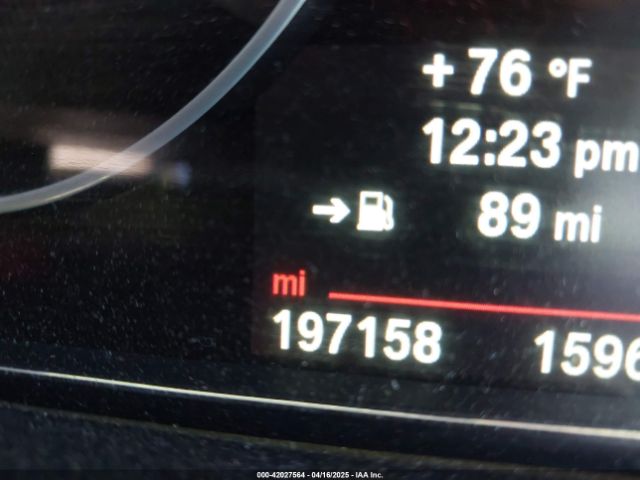 + 76 °F
12:23 pm
89 mi
mi
197158 1596
000-42027564 - 04/16/2025 - IAA Inc.